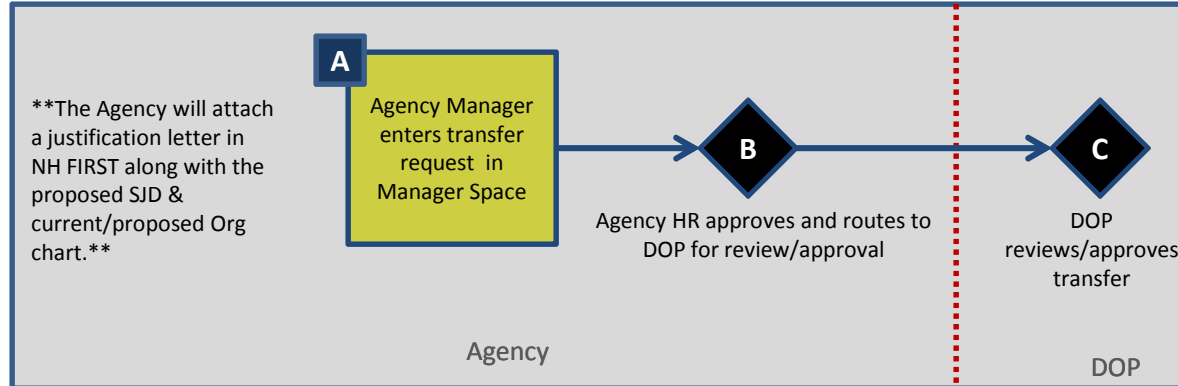 **The Agency will attach
a justification letter in
NH FIRST along with the
proposed SJD &
current/proposed Org
chart.**
A
Agency Manager
enters transfer
request in
Manager Space
B
Agency HR approves and routes to
DOP for review/approval
C
DOP
reviews/approves
transfer
Agency
DOP